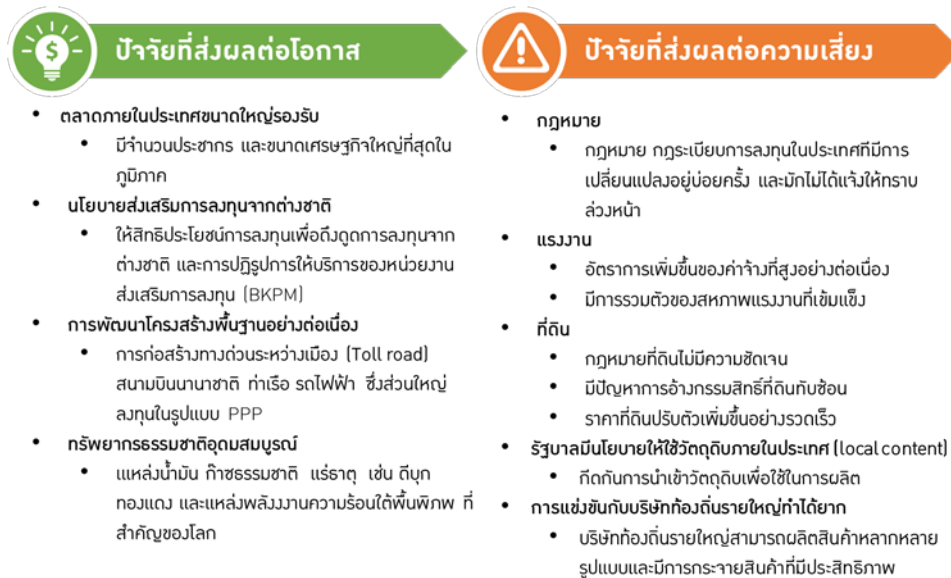 ปัจจัยที่ส่งผลต่อโอกาส
• ตลาดภายในประเทศขนาดใหญ่รองรับ
• มีจำนวนประชากร และขนาดเศรษฐกิจใหญ่ที่สุดใน
ภูมิภาค
• นโยบายส่งเสริมการลงทุนจากต่างชาติ
• ให้สิทธิประโยชน์การลงทุนเพื่อดึงดูดการลงทุนจาก
ต่างชาติ และการปฏิรูปการให้บริการของหน่วยงาน
ส่งเสริมการลงทุน (BKPM)
• การพัฒนาโครงสร้างพื้นฐานอย่างต่อเนื่อง
• การก่อสร้างทางด่วนระหว่างเมือง (Toll road)
สนามบินนานาชาติ ท่าเรือ รถไฟฟ้า ซึ่งส่วนใหญ่
ลงทุนในรูปแบบ PPP
• ทรัพยากรธรรมชาติอุดมสมบูรณ์
• แหล่งน้ำมัน ก๊าซธรรมชาติ แร่ธาตุ เช่น ดีบุก
ทองแดง และแหล่งพลังงงานความร้อนใต้พื้นพิภพ ที่
สำคัญของโลก
ปัจจัยที่ส่งผลต่อความเสี่ยง
• กฎหมาย
• กฎหมาย กฎระเบียบการลงทุนในประเทศที่มีการ
เปลี่ยนแปลงอยู่บ่อยครั้ง และมักไม่ได้แจ้งให้ทราบ
ล่วงหน้า
• แรงงาน
• อัตราการเพิ่มขึ้นของค่าจ้างที่สูงอย่างต่อเนื่อง
• มีการรวมตัวของสหภาพแรงงานที่เข้มแข็ง
• ที่ดิน
• กฎหมายที่ดินไม่มีความชัดเจน
• มีปัญหาการอ้างกรรมสิทธิ์ที่ดินทับซ้อน
• ราคาที่ดินปรับตัวเพิ่มขึ้นอย่างรวดเร็ว
• รัฐบาลมีนโยบายให้ใช้วัตถุดิบภายในประเทศ (local content)
• กีดกันการนำเข้าวัตถุดิบเพื่อใช้ในการผลิต
• การแข่งขันกับบริษัทท้องถิ่นรายใหญ่ทำได้ยาก
• บริษัทท้องถิ่นรายใหญ่สามารถผลิตสินค้าหลากหลาย
รูปแบบและมีการกระจายสินค้าที่มีประสิทธิภาพ